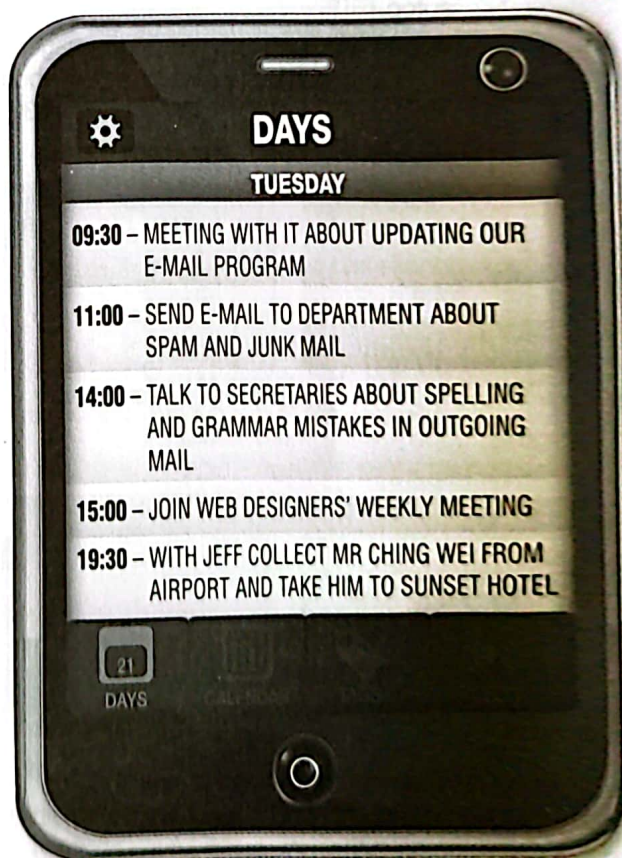 DAYS
TUESDAY
09:30 – MEETING WITH IT ABOUT UPDATING OUR
E-MAIL PROGRAM
11:00 – SEND E-MAIL TO DEPARTMENT ABOUT
SPAM AND JUNK MAIL
14:00 – TALK TO SECRETARIES ABOUT SPELLING
AND GRAMMAR MISTAKES IN OUTGOING
MAIL
15:00 – JOIN WEB DESIGNERS' WEEKLY MEETING
19:30 – WITH JEFF COLLECT MR CHING WEI FROM
AIRPORT AND TAKE HIM TO SUNSET HOTEL
21
DAYS